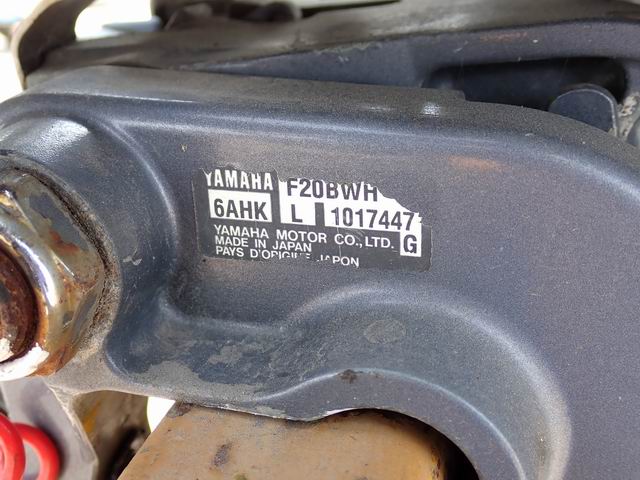 YAMAHA F20BWH
6AHK L 1017447
YAMAHA MOTOR CO.,LTD. G
MADE IN JAPAN
PAYS D'ORIGINE JAPON